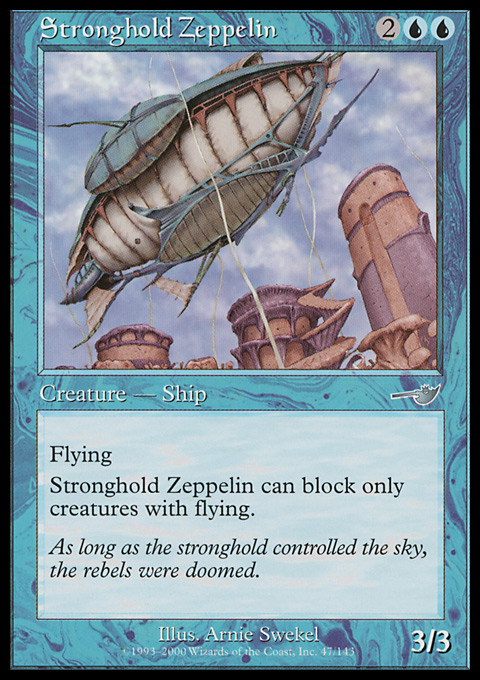 Stronghold Zeppelin 2
Creature — Ship
Flying
Stronghold Zeppelin can block only
creatures with flying.
As long as the stronghold controlled the sky,
the rebels were doomed.
Illus. Arnie Swekel
© 1993–2000 Wizards of the Coast, Inc. 47/143
3/3